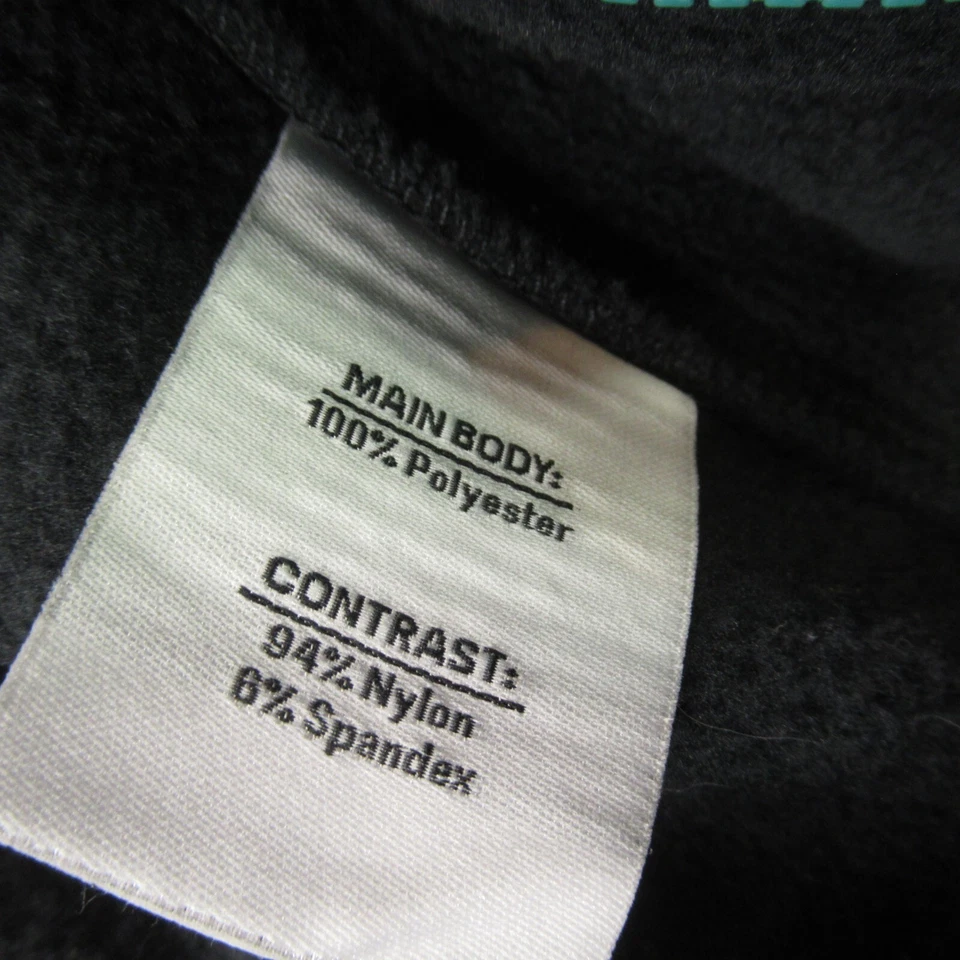 MAIN BODY:
100% Polyester
CONTRAST:
94% Nylon
6% Spandex